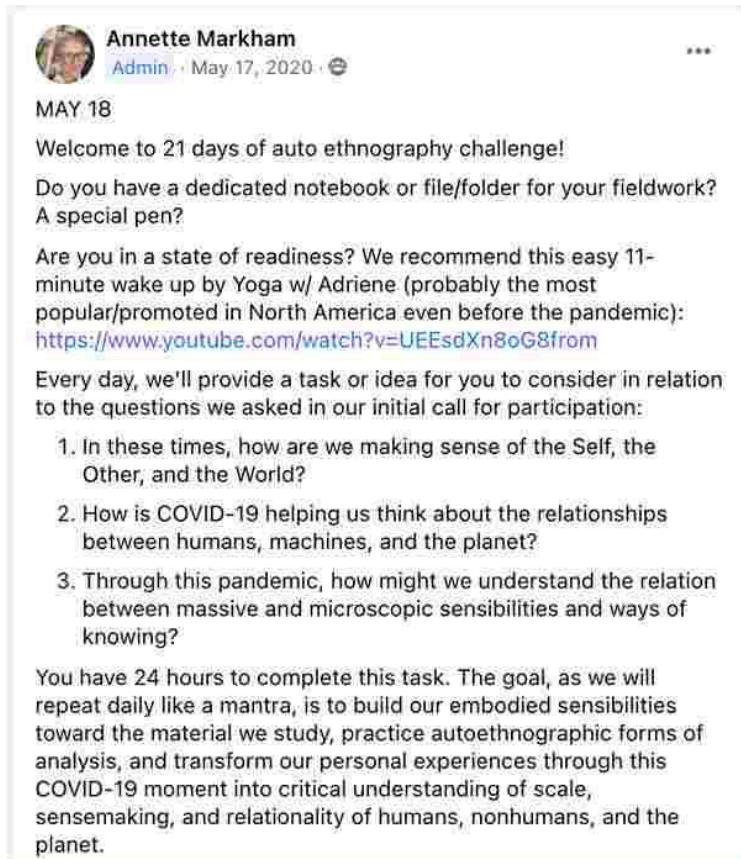 Annette Markham
Admin · May 17, 2020 ·
MAY 18
Welcome to 21 days of auto ethnography challenge!
Do you have a dedicated notebook or file/folder for your fieldwork?
A special pen?
Are you in a state of readiness? We recommend this easy 11-
minute wake up by Yoga w/ Adriene (probably the most
popular/promoted in North America even before the pandemic):
https://www.youtube.com/watch?v=UEEsdXn8oG8from
Every day, we'll provide a task or idea for you to consider in relation
to the questions we asked in our initial call for participation:
1. In these times, how are we making sense of the Self, the
Other, and the World?
2. How is COVID-19 helping us think about the relationships
between humans, machines, and the planet?
3. Through this pandemic, how might we understand the relation
between massive and microscopic sensibilities and ways of
knowing?
You have 24 hours to complete this task. The goal, as we will
repeat daily like a mantra, is to build our embodied sensibilities
toward the material we study, practice autoethnographic forms of
analysis, and transform our personal experiences through this
COVID-19 moment into critical understanding of scale,
sensemaking, and relationality of humans, nonhumans, and the
planet.